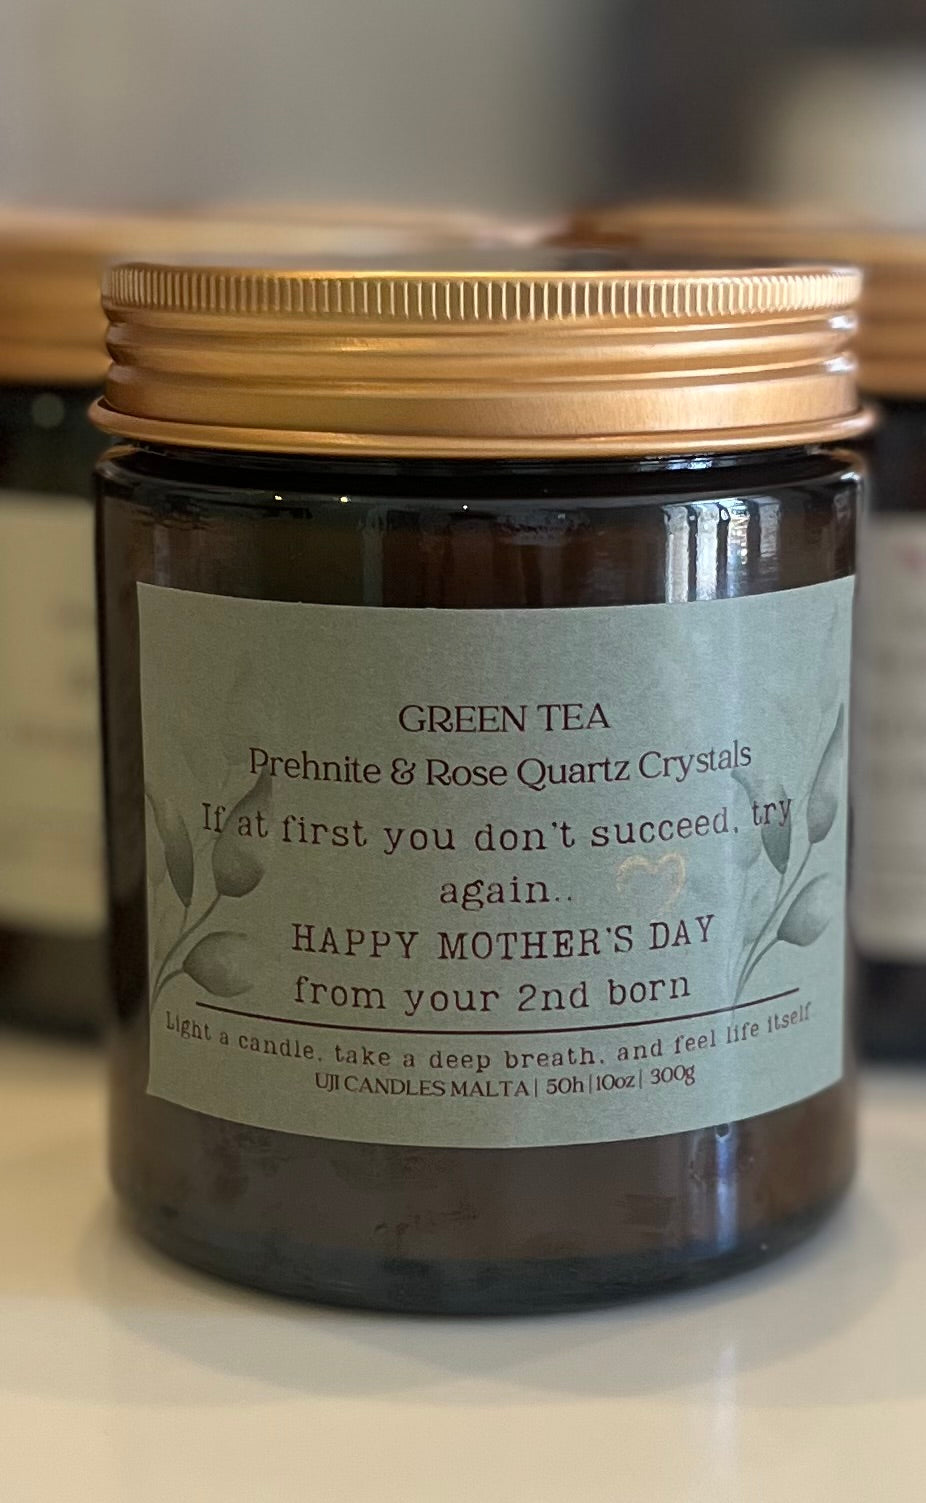 GREEN TEA
Prehnite & Rose Quartz Crystals
If at first you don't succeed, try
again..
HAPPY MOTHER'S DAY
from your 2nd born
Light a candle, take a deep breath, and feel life itself
UJI CANDLES MALTA | 50h | 10oz | 300g